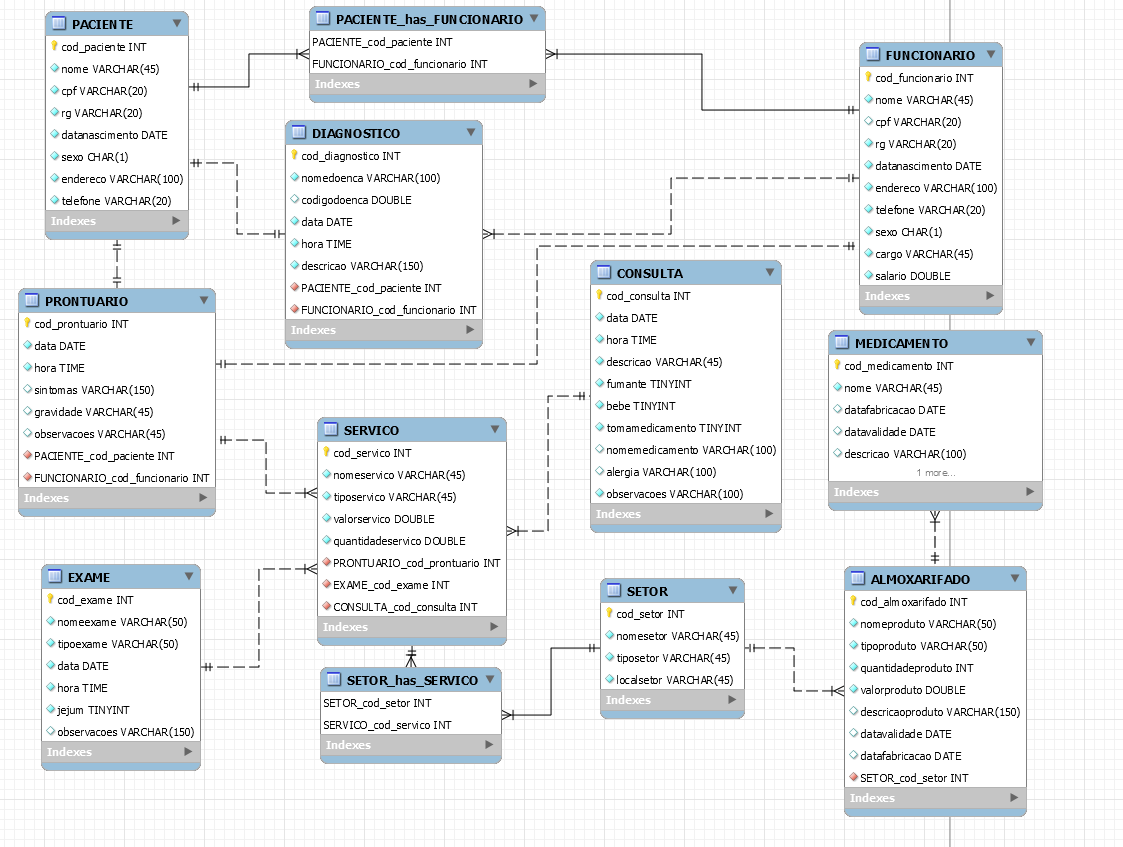 PACIENTE
cod_paciente INT
nome VARCHAR(45)
cpf VARCHAR(20)
rg VARCHAR(20)
datanascimento DATE
sexo CHAR(1)
endereco VARCHAR(100)
telefone VARCHAR(20)
Indexes
PACIENTE_has_FUNCIONARIO
PACIENTE_cod_paciente INT
FUNCIONARIO_cod_funcionario INT
Indexes
FUNCIONARIO
cod_funcionario INT
nome VARCHAR(45)
cpf VARCHAR(20)
rg VARCHAR(20)
datanascimento DATE
endereco VARCHAR(100)
telefone VARCHAR(20)
sexo CHAR(1)
cargo VARCHAR(45)
salario DOUBLE
Indexes
DIAGNOSTICO
cod_diagnostico INT
nomedoenca VARCHAR(100)
codigodoenca DOUBLE
data DATE
hora TIME
descricao VARCHAR(150)
PACIENTE_cod_paciente INT
FUNCIONARIO_cod_funcionario INT
Indexes
PRONTUARIO
cod_prontuario INT
data DATE
hora TIME
sintomas VARCHAR(150)
gravidade VARCHAR(45)
observacoes VARCHAR(45)
PACIENTE_cod_paciente INT
FUNCIONARIO_cod_funcionario INT
Indexes
CONSULTA
cod_consulta INT
data DATE
hora TIME
descricao VARCHAR(45)
fumante TINYINT
bebe TINYINT
tomamedicamento TINYINT
nomemedicamento VARCHAR(100)
alergia VARCHAR(100)
observacoes VARCHAR(100)
Indexes
MEDICAMENTO
cod_medicamento INT
nome VARCHAR(45)
datafabricacao DATE
datavalidade DATE
descricao VARCHAR(100)
1 more...
Indexes
SERVICO
cod_servico INT
nomeservico VARCHAR(45)
tiposervico VARCHAR(45)
valorservico DOUBLE
quantidadeservico DOUBLE
PRONTUARIO_cod_prontuario INT
EXAME_cod_exame INT
CONSULTA_cod_consulta INT
Indexes
EXAME
cod_exame INT
nomeexame VARCHAR(50)
tipoexame VARCHAR(50)
data DATE
hora TIME
jejum TINYINT
observacoes VARCHAR(150)
Indexes
SETOR_has_SERVICO
SETOR_cod_setor INT
SERVICO_cod_servico INT
Indexes
SETOR
cod_setor INT
nomesetor VARCHAR(45)
tiposetor VARCHAR(45)
localsetor VARCHAR(45)
Indexes
ALMOXARIFADO
cod_almoxarifado INT
nomeproduto VARCHAR(50)
tipoproduto VARCHAR(50)
quantidadeproduto INT
valorproduto DOUBLE
descricaoproduto VARCHAR(150)
datavalidade DATE
datafabricacao DATE
SETOR_cod_setor INT
Indexes